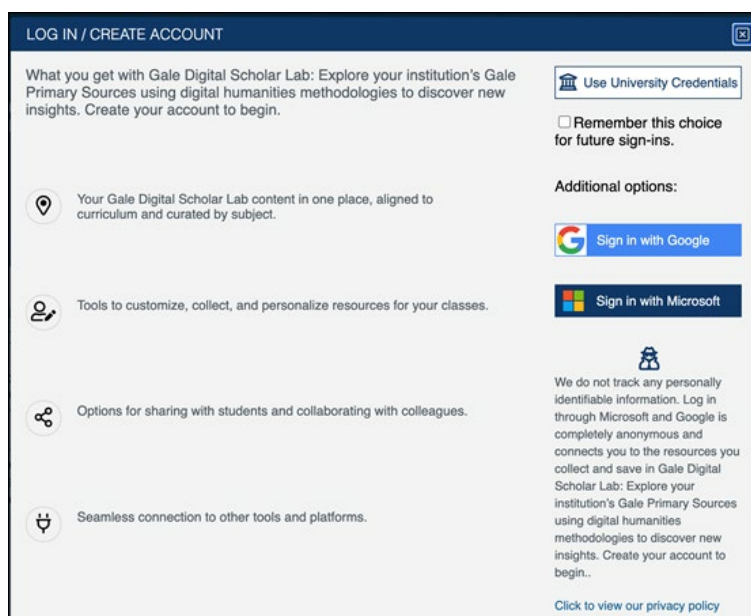 LOG IN / CREATE ACCOUNT
What you get with Gale Digital Scholar Lab: Explore your institution's Gale
Primary Sources using digital humanities methodologies to discover new
insights. Create your account to begin.
Your Gale Digital Scholar Lab content in one place, aligned to
curriculum and curated by subject.
Tools to customize, collect, and personalize resources for your classes.
Options for sharing with students and collaborating with colleagues.
Seamless connection to other tools and platforms.
Use University Credentials
Remember this choice
for future sign-ins.
Additional options:
Sign in with Google
Sign in with Microsoft
We do not track any personally
identifiable information. Log in
through Microsoft and Google is
completely anonymous and
connects you to the resources you
collect and save in Gale Digital
Scholar Lab: Explore your
institution's Gale Primary Sources
using digital humanities
methodologies to discover new
insights. Create your account to
begin..
Click to view our privacy policy